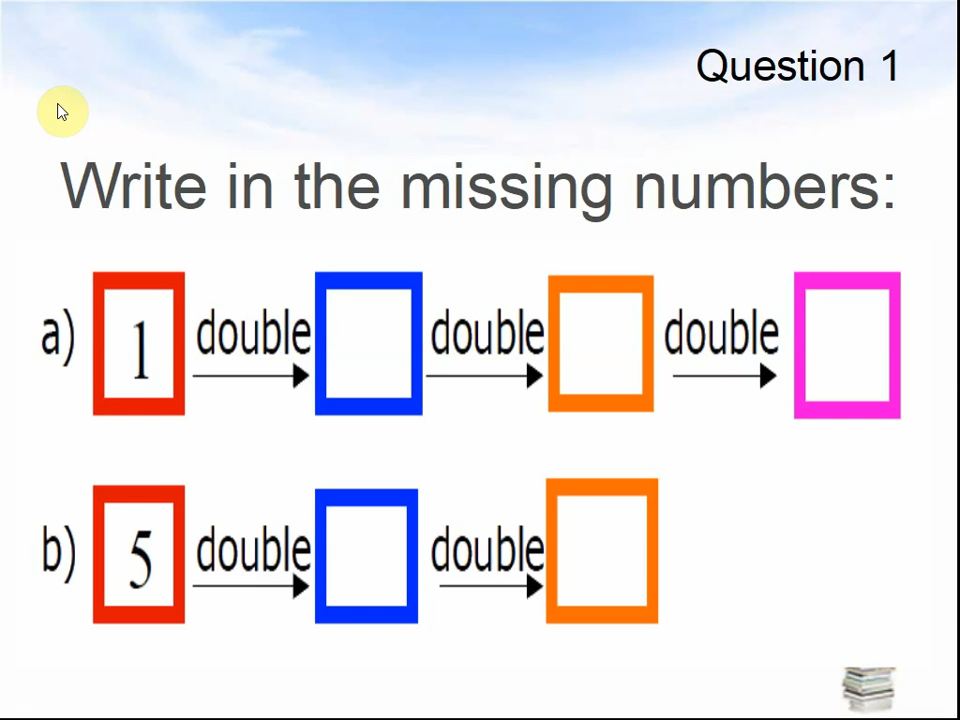 Question 1
Write in the missing numbers:
a) 1 double double double
b) 5 double double